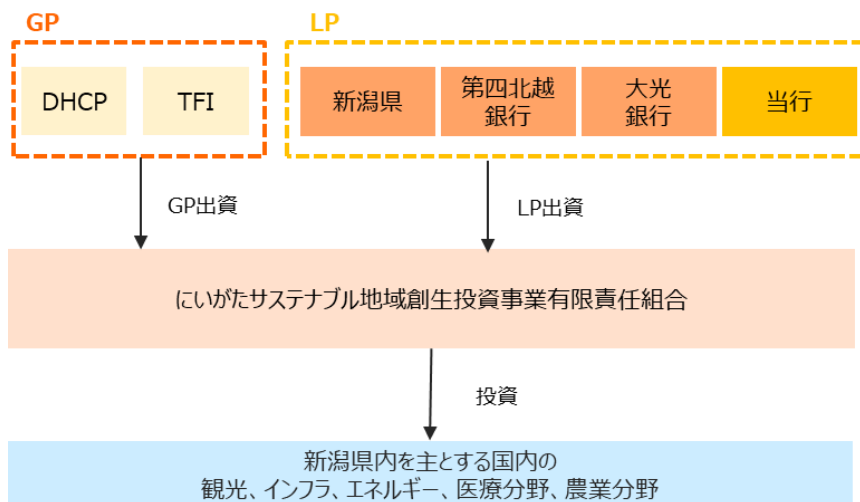 GP
LP
DHCP
TFI
新潟県
第四北越
銀行
大光
銀行
当行
GP出資
LP出資
にいがたサステナブル地域創生投資事業有限責任組合
投資
新潟県内を主とする国内の
観光、インフラ、エネルギー、医療分野、農業分野